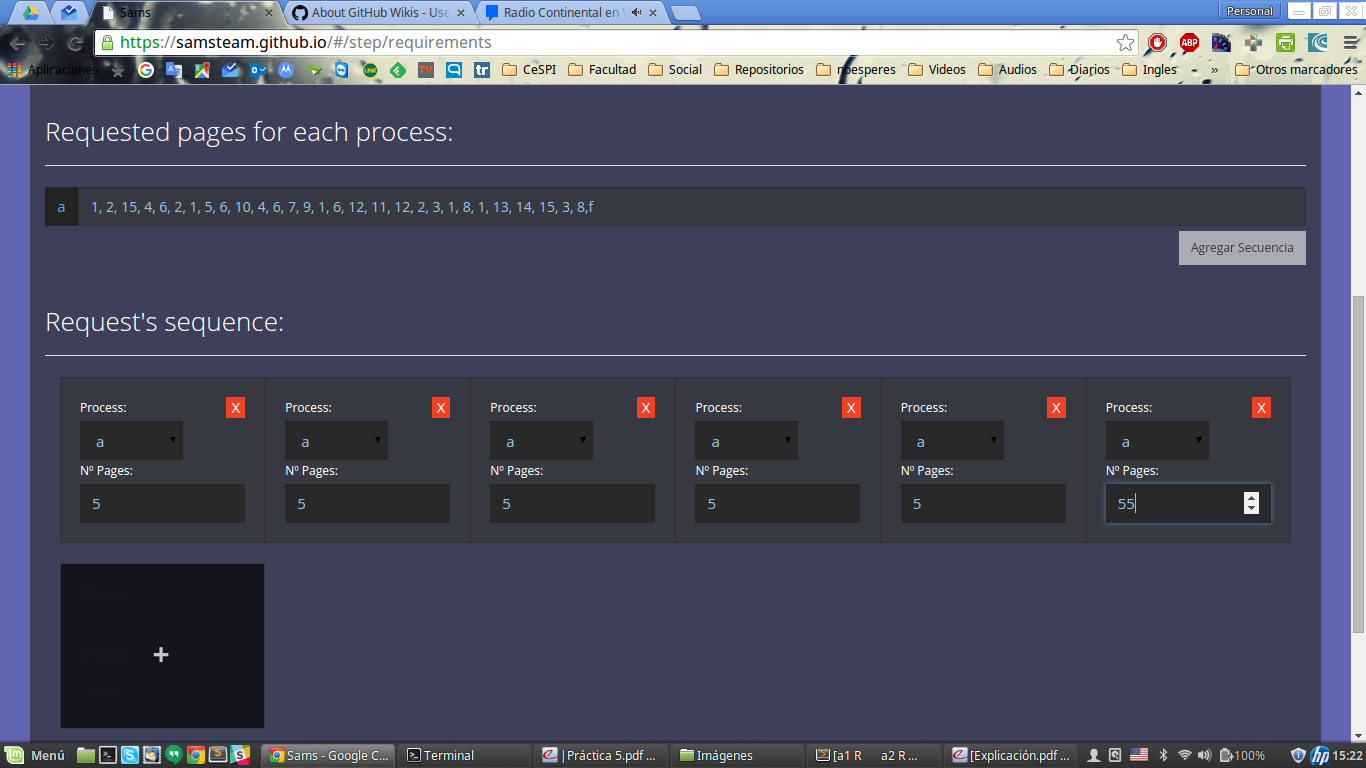 Sams
About GitHub Wikis - Use
Radio Continental en V
Personal
https://samsteam.github.io/#/step/requirements
ABP
Aplicaciones
CeSPI
Facultad
Social
Repositorios
noesperes
Videos
Audios
Diarios
Ingles
»
Otros marcadores
Requested pages for each process:
a
1, 2, 15, 4, 6, 2, 1, 5, 6, 10, 4, 6, 7, 9, 1, 6, 12, 11, 12, 2, 3, 1, 8, 1, 13, 14, 15, 3, 8,f
Agregar Secuencia
Request's sequence:
Process: X Process: X Process: X Process: X Process: X Process: X
a a a a a a
Nº Pages: Nº Pages: Nº Pages: Nº Pages: Nº Pages: Nº Pages:
5 5 5 5 5 55
Process:
+
Nº Pages:
Menú
Sams - Google C...
Terminal
|Práctica 5.pdf ...
Imágenes
[a1 R a2 R ...
[Explicación.pdf ...
100%
15:22